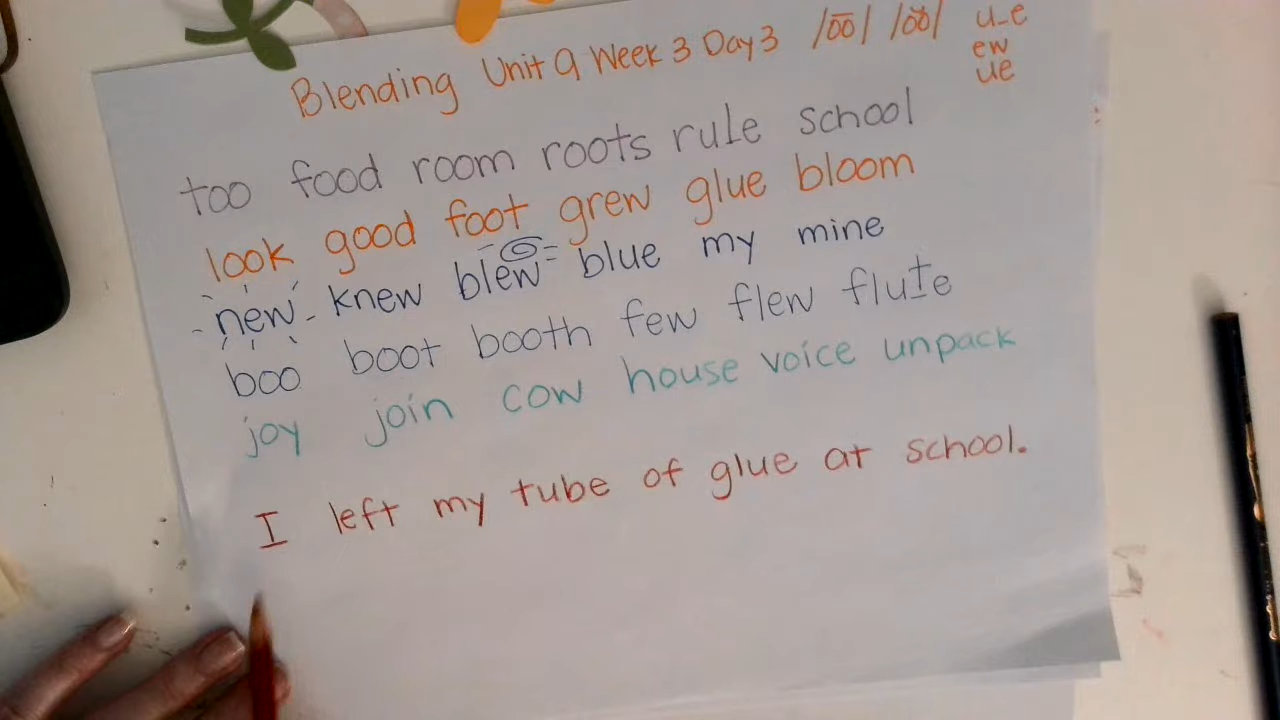 Blending Unit 9 Week 3 Day 3 /o͞o/ /o͝o/ u_e
ew
ue
too food room roots rule school
look good foot grew glue bloom
new knew blew blue my mine
boo boot booth few flew flute
joy join cow house voice unpack
I left my tube of glue at school.